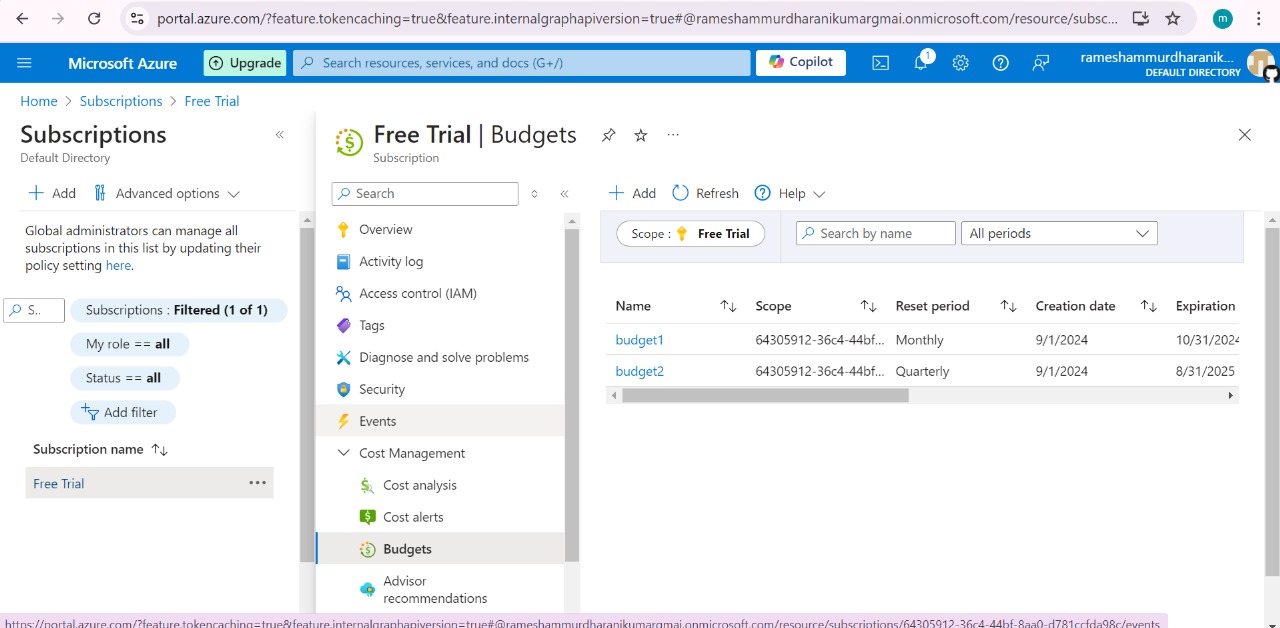 portal.azure.com/?feature.tokencaching=true&feature.internalgraphapiversion=true#@rameshammurdharanikumargmai.onmicrosoft.com/resource/subsc...
m
Microsoft Azure
Upgrade
Search resources, services, and docs (G+/)
Copilot
1
rameshammurdharanik...
DEFAULT DIRECTORY
Home > Subscriptions > Free Trial
Subscriptions
Default Directory
Add
Advanced options
Global administrators can manage all
subscriptions in this list by updating their
policy setting here.
S..
Subscriptions : Filtered (1 of 1)
My role == all
Status == all
Add filter
Subscription name
Free Trial
Free Trial | Budgets
Subscription
Search
Overview
Activity log
Access control (IAM)
Tags
Diagnose and solve problems
Security
Events
Cost Management
Cost analysis
Cost alerts
Budgets
Advisor
recommendations
Add
Refresh
Help
Scope : Free Trial
Search by name
All periods
Name Scope Reset period Creation date Expiration
budget1 64305912-36c4-44bf... Monthly 9/1/2024 10/31/2024
budget2 64305912-36c4-44bf... Quarterly 9/1/2024 8/31/2025
https://portal.azure.com/?feature.tokencaching=true&feature.internalgraphapiversion=true#@rameshammurdharanikumargmai.onmicrosoft.com/resource/subscriptions/64305912-36c4-44bf-8aa0-d781ccfda98c/events